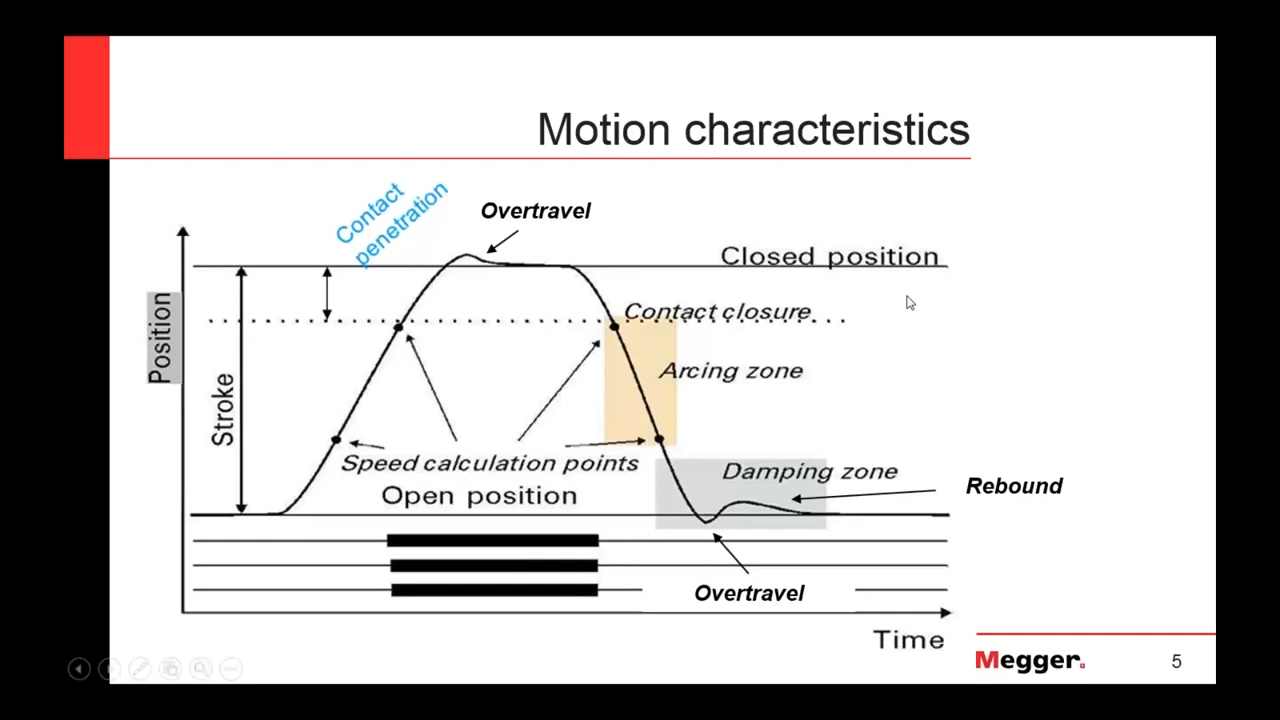 Motion characteristics
Contact
penetration
Overtravel
Closed position
Position
Contact closure
Stroke
Arcing zone
Speed calculation points
Damping zone
Open position
Rebound
Overtravel
Time
Megger.
5